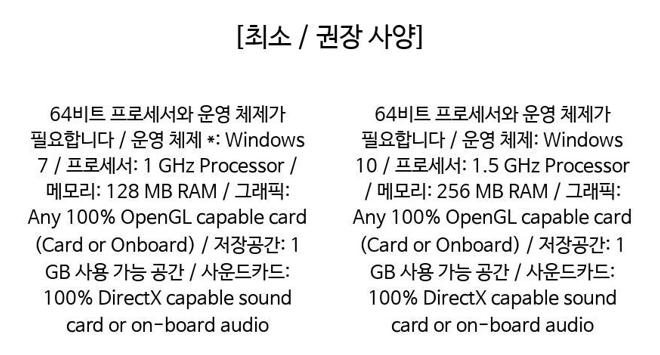 [최소 / 권장 사양]
64비트 프로세서와 운영 체제가
필요합니다 / 운영 체제 *: Windows
7 / 프로세서: 1 GHz Processor /
메모리: 128 MB RAM / 그래픽:
Any 100% OpenGL capable card
(Card or Onboard) / 저장공간: 1
GB 사용 가능 공간 / 사운드카드:
100% DirectX capable sound
card or on-board audio
64비트 프로세서와 운영 체제가
필요합니다 / 운영 체제: Windows
10 / 프로세서: 1.5 GHz Processor
/ 메모리: 256 MB RAM / 그래픽:
Any 100% OpenGL capable card
(Card or Onboard) / 저장공간: 1
GB 사용 가능 공간 / 사운드카드:
100% DirectX capable sound
card or on-board audio